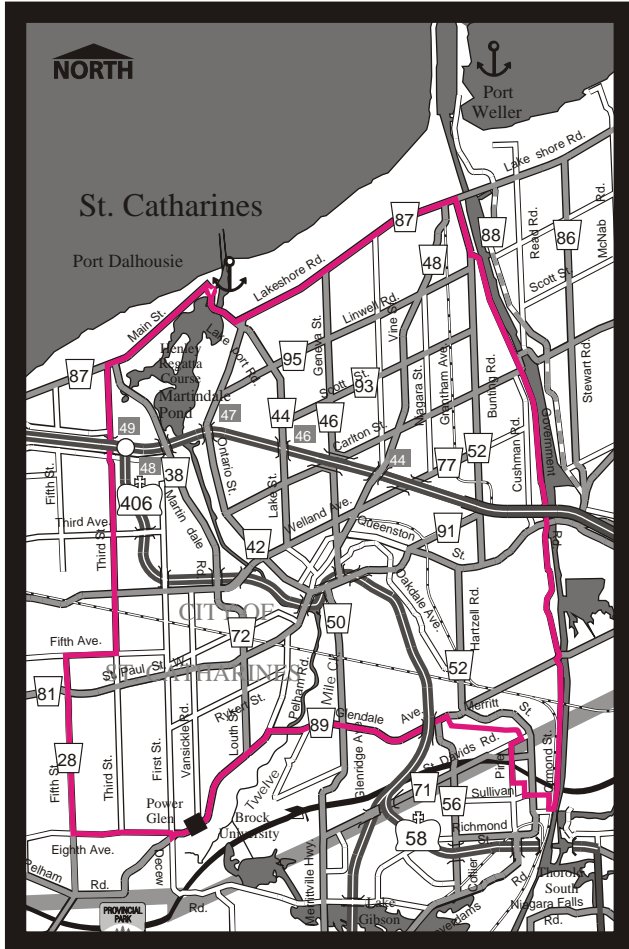 NORTH
Port
Weller
Lake shore Rd.
St. Catharines
87
88
Read Rd.
86
McNab Rd.
Port Dalhousie
48
Lakeshore Rd.
Scott St.
Main St.
Linwell Rd.
Geneva St.
Vine S
Lake Port Rd.
Henley
Regatta
Course
Martindale
Pond
95
Scott St.
93
Niagara St.
Grantham Ave.
Bunting Rd.
Stewart Rd.
87
47
44
46
49
46
Carlton St.
44
77
52
Cushman Rd.
Government
Rd.
Fifth St.
48
38
Ontario St.
Lake St.
406
Third Ave.
Third St.
Martin dale
Rd.
Welland Ave.
Queenston
St.
91
42
Oakdale Ave.
CITY OF
50
Hartzell Rd.
72
Fifth Ave.
St. Paul St. W.
ST. CATHARINES
52
81
Pelham Rd.
Mile Cr.
Rykert St.
89
Glendale Ave.
Merritt St.
Louth St.
Vansickle Rd.
First St.
Third St.
28
Fifth St.
Glenridge Ave.
St. Davids Rd.
Pine
Ormond St.
Twelve
71
56
Sullivan
Power
Glen
Brock
University
58
Richmond
St.
Eighth Ave.
Decew
Merrittville Hwy.
Collier
Rd.
Thorold
South
Pelham
Rd.
Rd.
Lake
Gibson
Niagara Falls
Rd.
PROVINCIAL
PARK